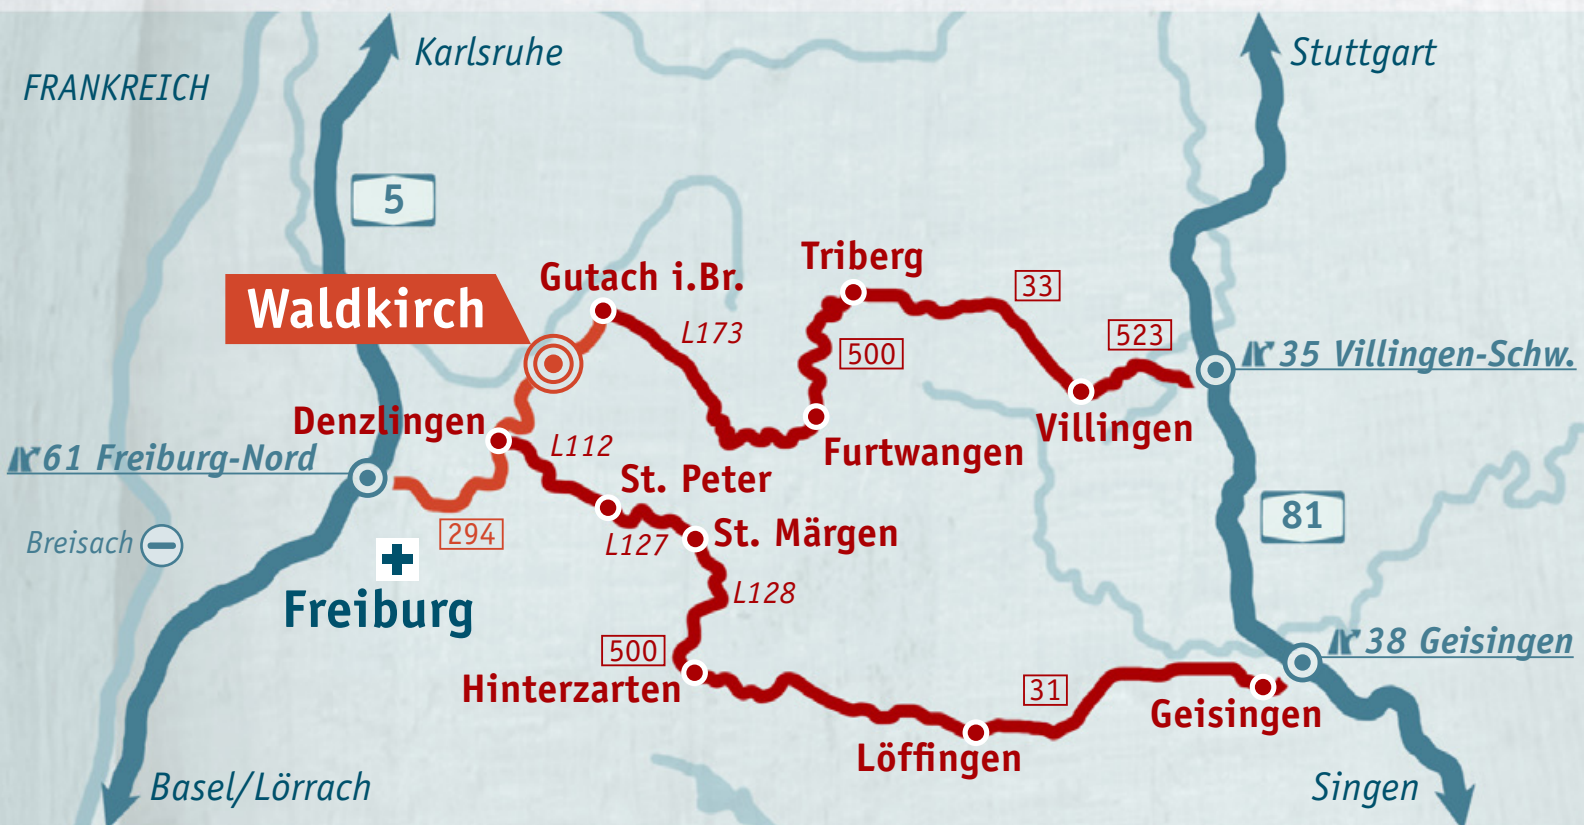 Karlsruhe
Stuttgart
FRANKREICH
5
Triberg
Gutach i.Br.
33
Waldkirch
L173
523
500
35 Villingen-Schw.
Denzlingen
Villingen
L112
Furtwangen
61 Freiburg-Nord
St. Peter
81
294
L127
St. Märgen
Breisach
L128
Freiburg
500
38 Geisingen
Hinterzarten
31
Geisingen
Löffingen
Basel/Lörrach
Singen